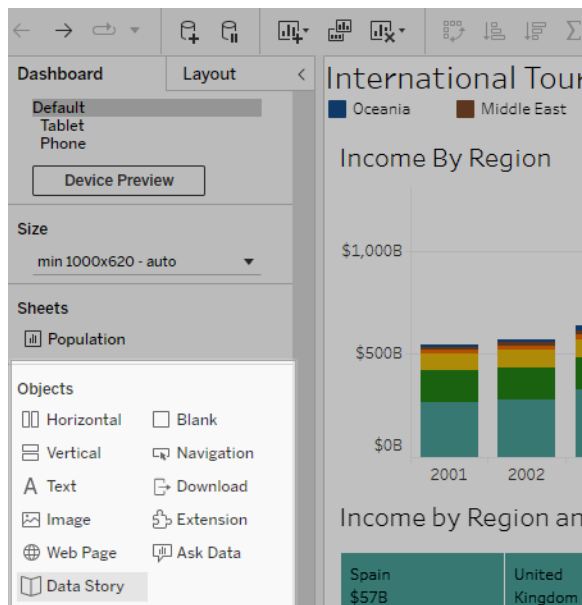 Dashboard
Layout
Default
Tablet
Phone
Device Preview
Size
min 1000x620 - auto
Sheets
Population
Objects
Horizontal
Blank
Vertical
Navigation
Text
Download
Image
Extension
Web Page
Ask Data
Data Story
International Tour
Oceania
Middle East
Income By Region
$1,000B
$500B
$0B
2001
2002
Income by Region an
Spain
$57B
United
Kingdom